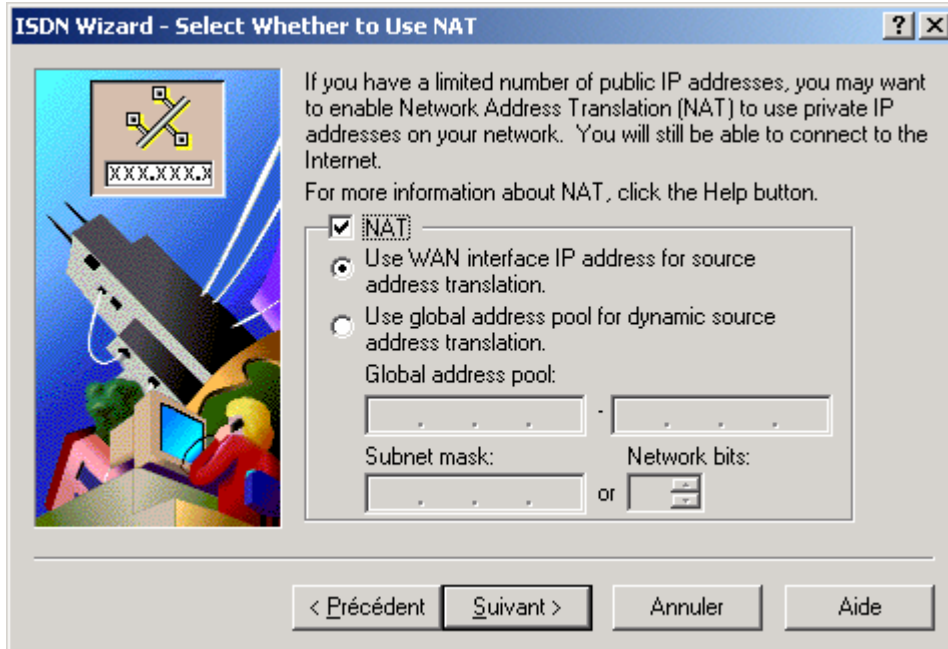 ISDN Wizard - Select Whether to Use NAT
If you have a limited number of public IP addresses, you may want
to enable Network Address Translation (NAT) to use private IP
addresses on your network. You will still be able to connect to the
Internet.
For more information about NAT, click the Help button.
XXX.XXX.X
NAT
Use WAN interface IP address for source
address translation.
Use global address pool for dynamic source
address translation.
Global address pool:
. . . - . . .
Subnet mask: Network bits:
. . . or
< Précédent Suivant > Annuler Aide